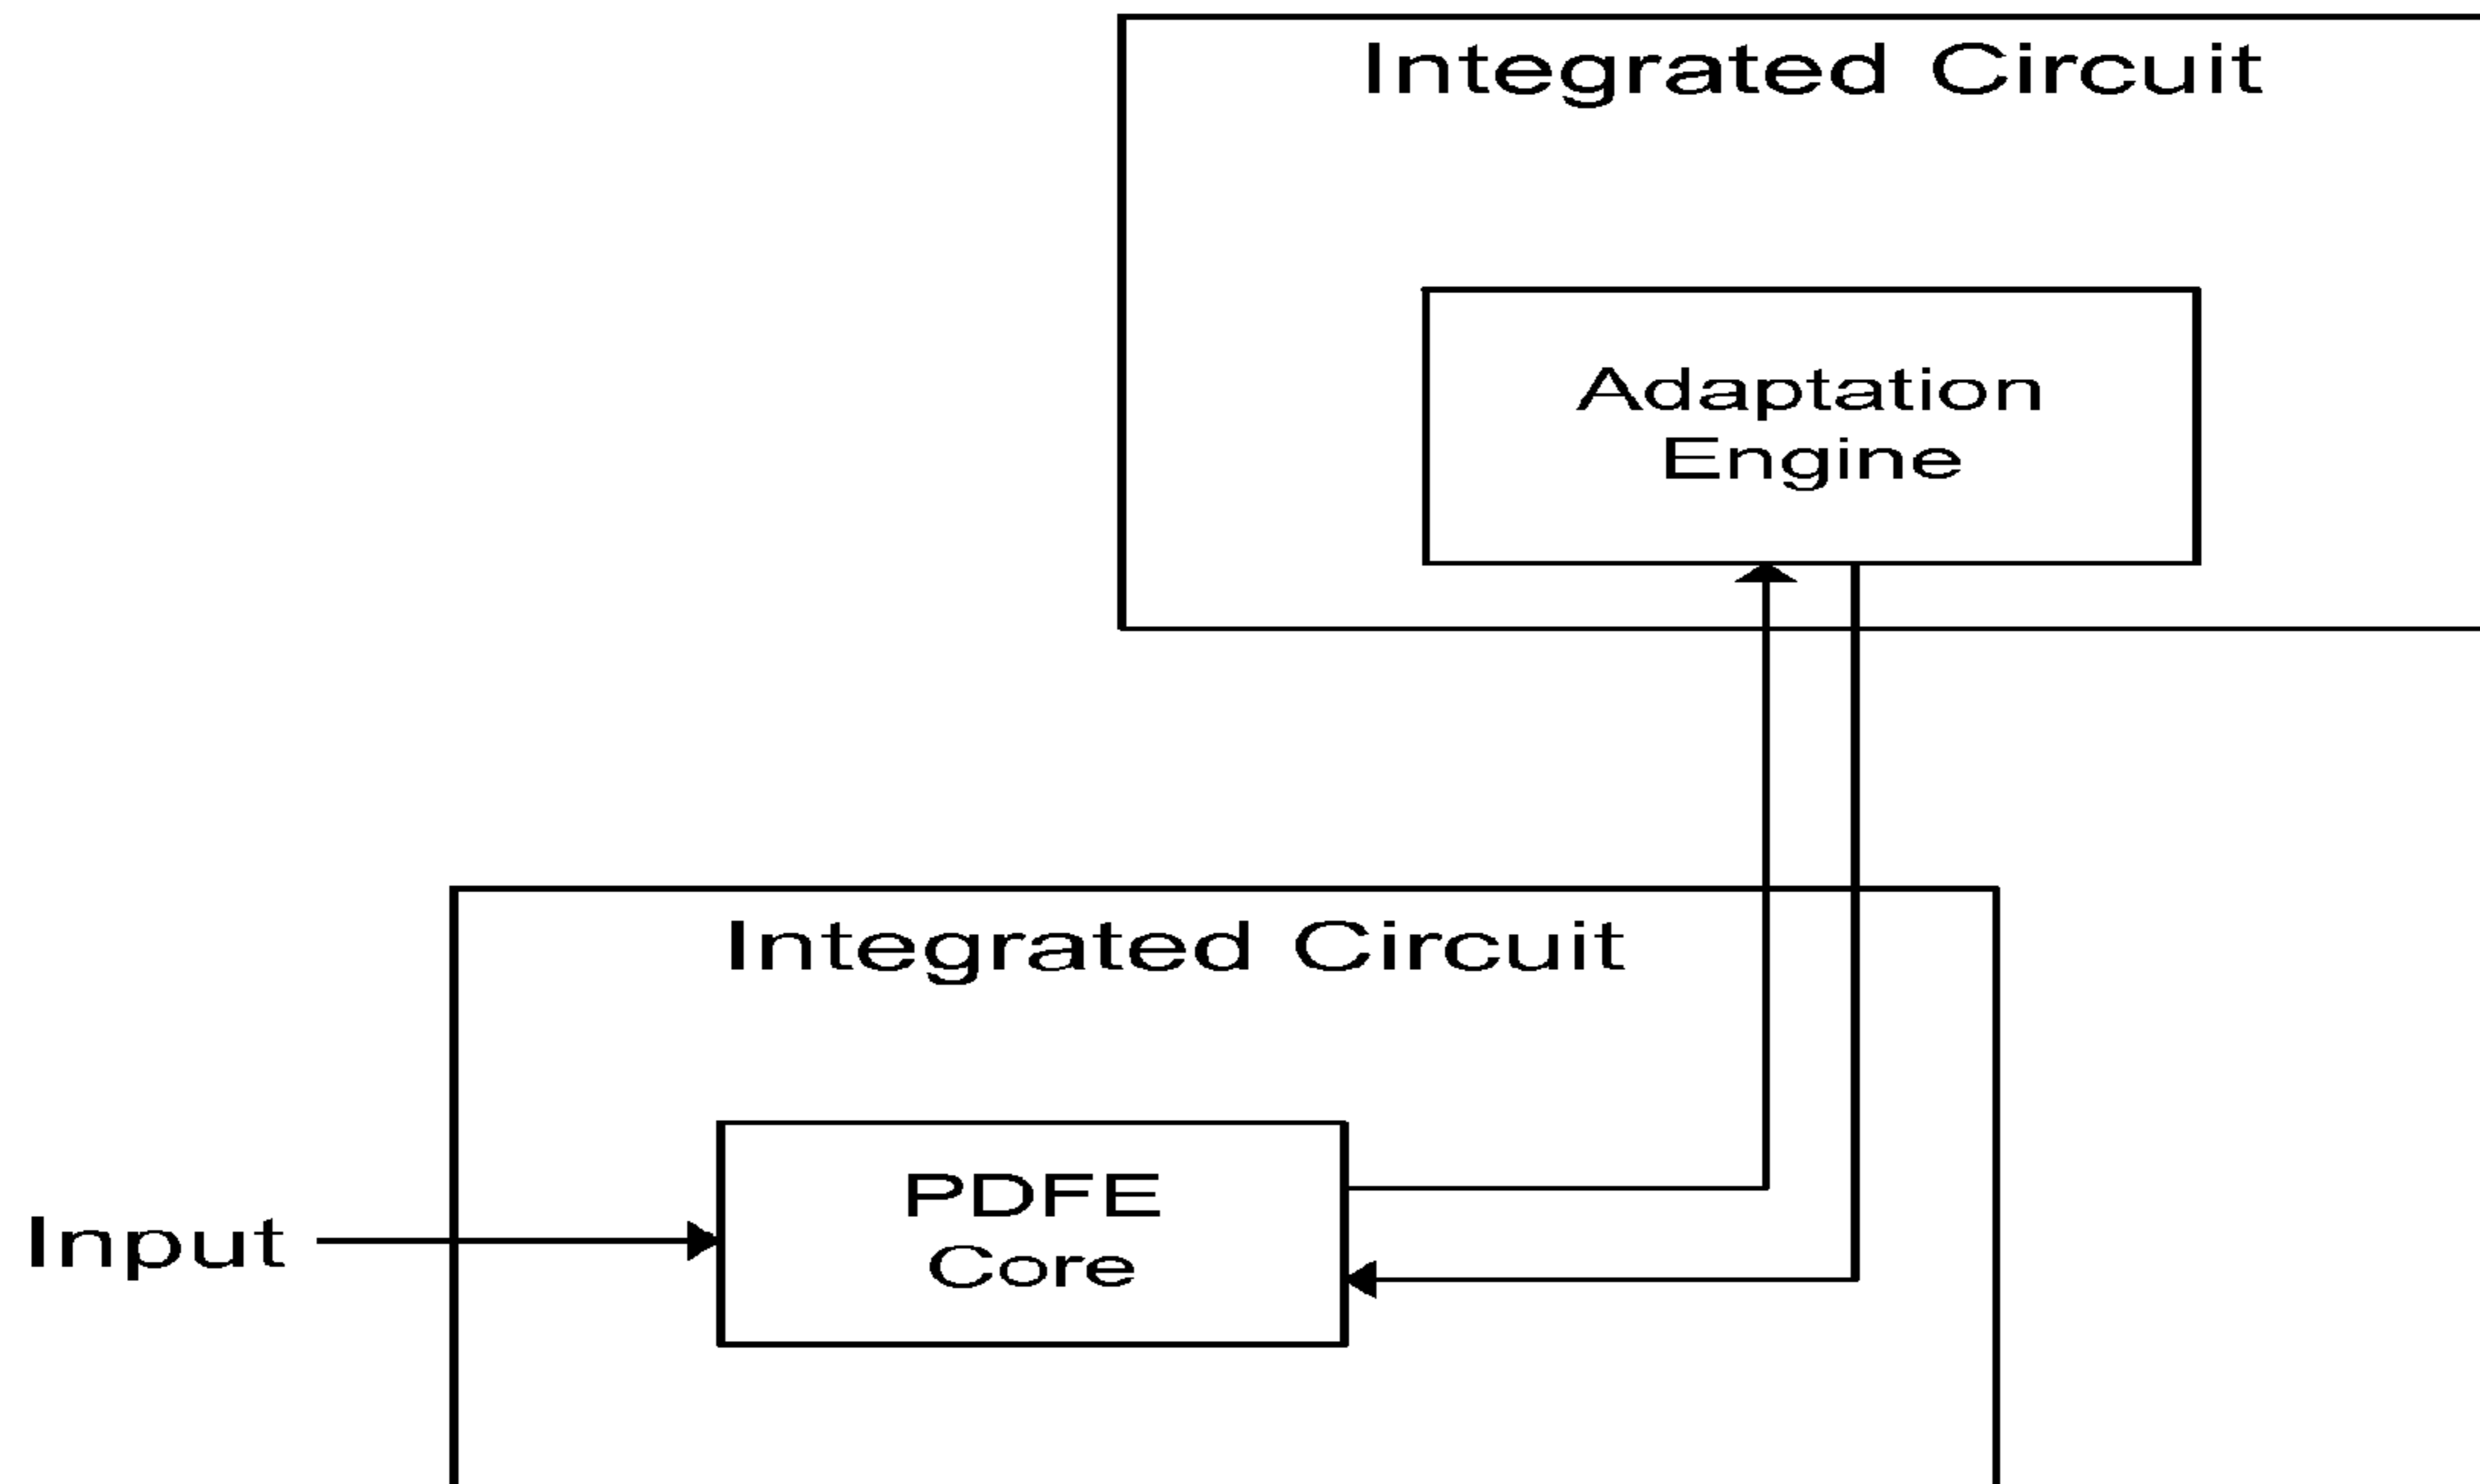 Integrated Circuit
Adaptation
Engine
Integrated Circuit
PDFE
Core
Input